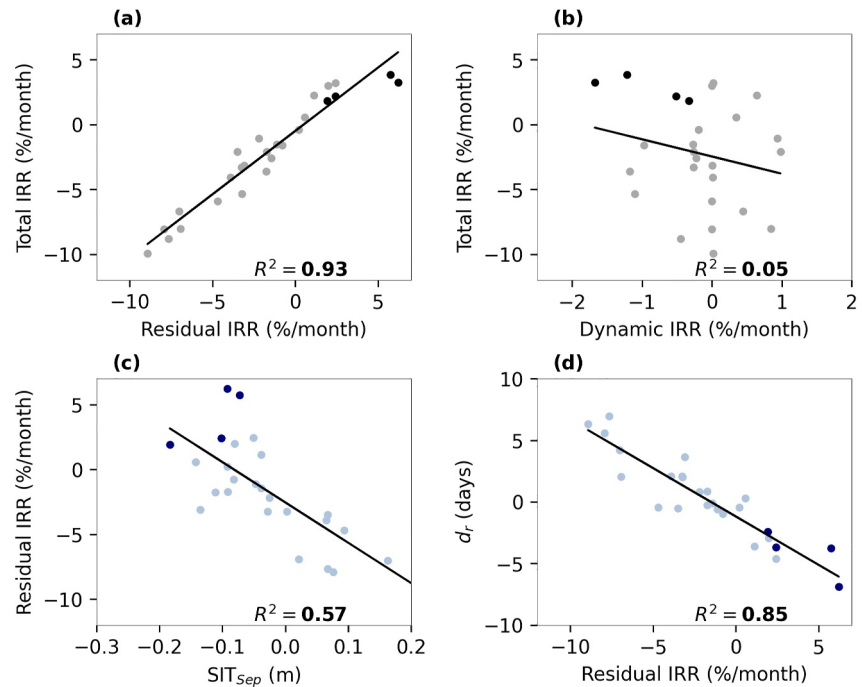 (a)
Total IRR (%/month)
5
0
−5
−10
R² = 0.93
−10 −5 0 5
Residual IRR (%/month)
(b)
Total IRR (%/month)
5
0
−5
−10
R² = 0.05
−2 −1 0 1 2
Dynamic IRR (%/month)
(c)
Residual IRR (%/month)
5
0
−5
−10
R² = 0.57
−0.3 −0.2 −0.1 0.0 0.1 0.2
SIT_Sep (m)
(d)
d_r (days)
10
5
0
−5
−10
R² = 0.85
−10 −5 0 5
Residual IRR (%/month)